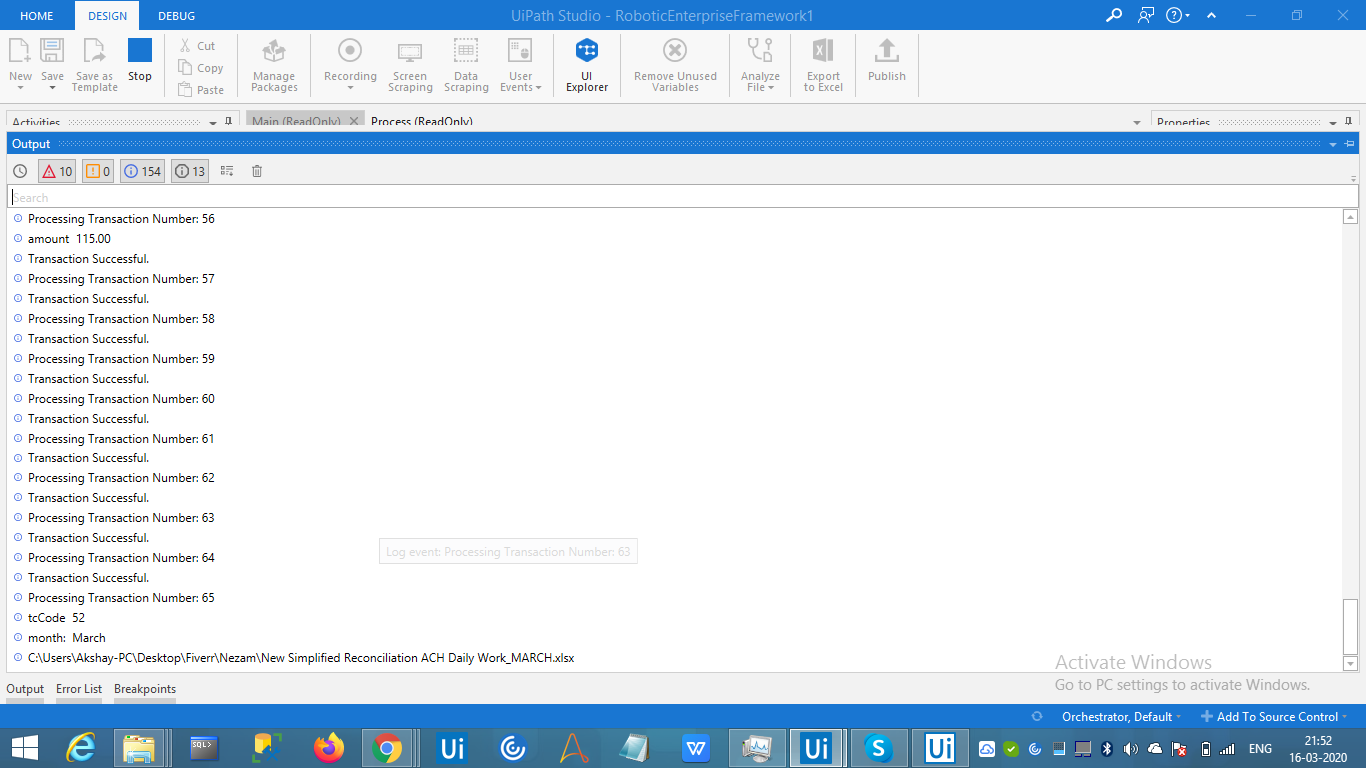 HOME DESIGN DEBUG UiPath Studio - RoboticEnterpriseFramework1
New Save Save as Template Stop Cut Copy Paste Manage Packages Recording Screen Scraping Data Scraping User Events UI Explorer Remove Unused Variables Analyze File Export to Excel Publish
Activities Main (ReadOnly) Process (ReadOnly) Properties
Output
10 0 154 13
Search
Processing Transaction Number: 56
amount 115.00
Transaction Successful.
Processing Transaction Number: 57
Transaction Successful.
Processing Transaction Number: 58
Transaction Successful.
Processing Transaction Number: 59
Transaction Successful.
Processing Transaction Number: 60
Transaction Successful.
Processing Transaction Number: 61
Transaction Successful.
Processing Transaction Number: 62
Transaction Successful.
Processing Transaction Number: 63
Transaction Successful.
Log event: Processing Transaction Number: 63
Processing Transaction Number: 64
Transaction Successful.
Processing Transaction Number: 65
tcCode 52
month: March
C:\Users\Akshay-PC\Desktop\Fiverr\Nezam\New Simplified Reconciliation ACH Daily Work_MARCH.xlsx
Activate Windows
Go to PC settings to activate Windows.
Output Error List Breakpoints
Orchestrator, Default Add To Source Control
SQL> Ui W Ui S Ui ENG 21:52
16-03-2020